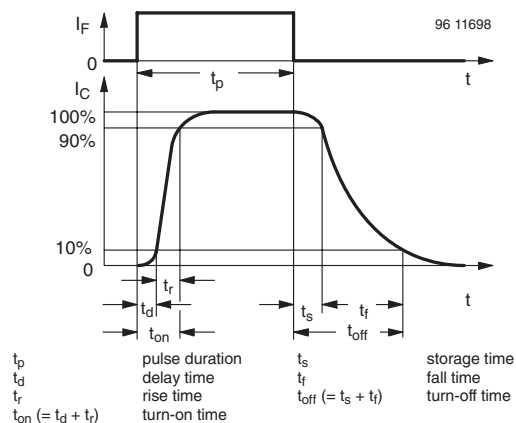 I_F
96 11698
0
t_p
t
I_C
100%
90%
10%
0
t_r
t_d
t_s
t_f
t
t_on
t_off
t_p pulse duration t_s storage time
t_d delay time t_f fall time
t_r rise time t_off (= t_s + t_f) turn-off time
t_on (= t_d + t_r) turn-on time